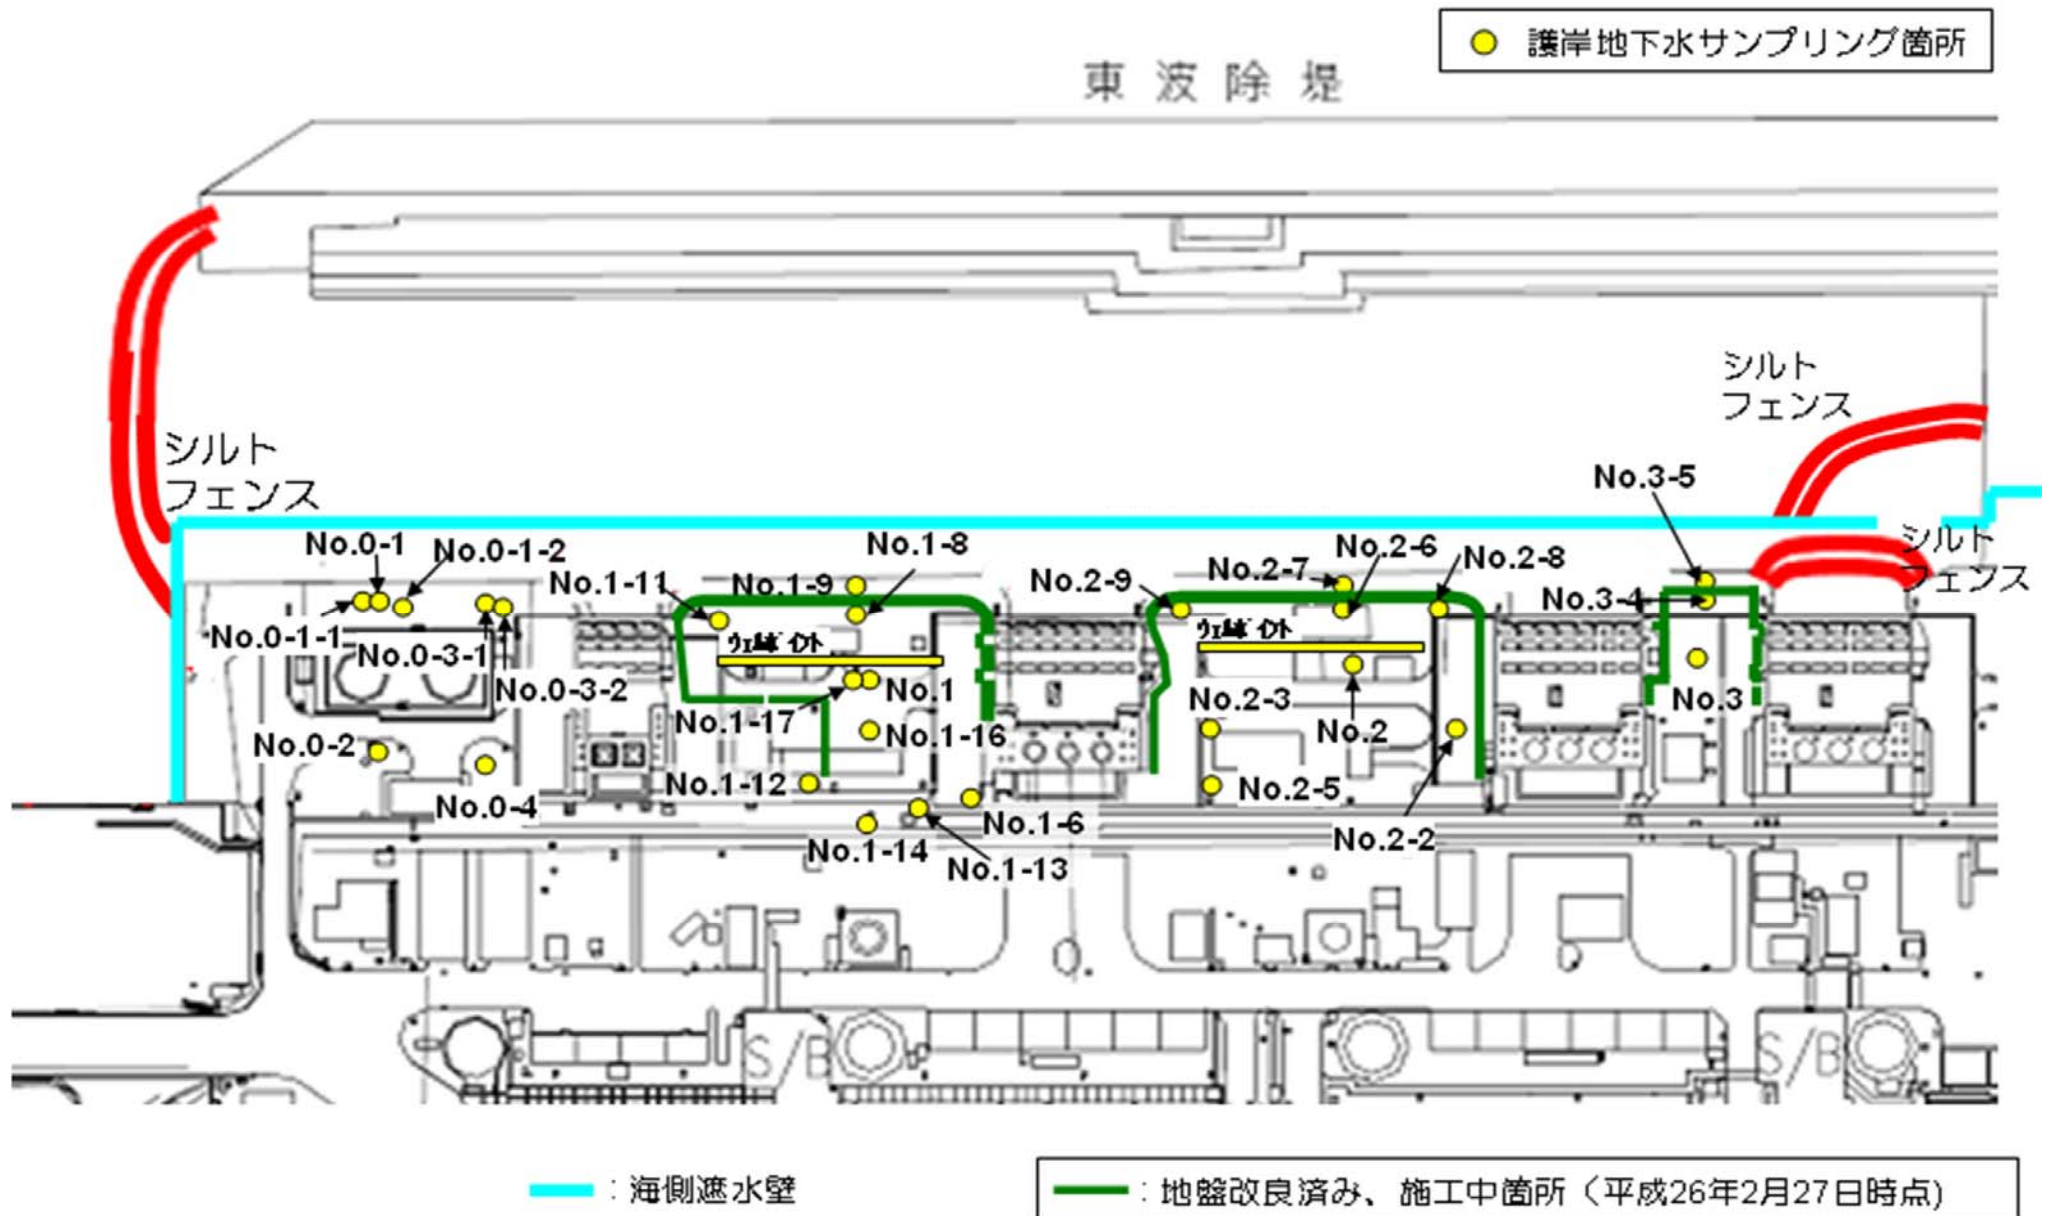 護岸地下水サンプリング箇所
東波除堤
シルト
フェンス
シルト
フェンス
シルト
フェンス
No.3-5
No.0-1
No.0-1-2
No.1-8
No.2-6
No.2-8
No.1-11
No.1-9
No.2-9
No.2-7
No.3-4
No.0-1-1
No.0-3-1
ウェルポイント
ウェルポイント
No.0-3-2
No.1
No.2-3
No.3
No.1-17
No.1-16
No.2
No.0-2
No.1-12
No.2-5
No.0-4
No.1-6
No.2-2
No.1-14
No.1-13
S/B
S/B
：海側遮水壁
：地盤改良済み、施工中箇所（平成26年2月27日時点)